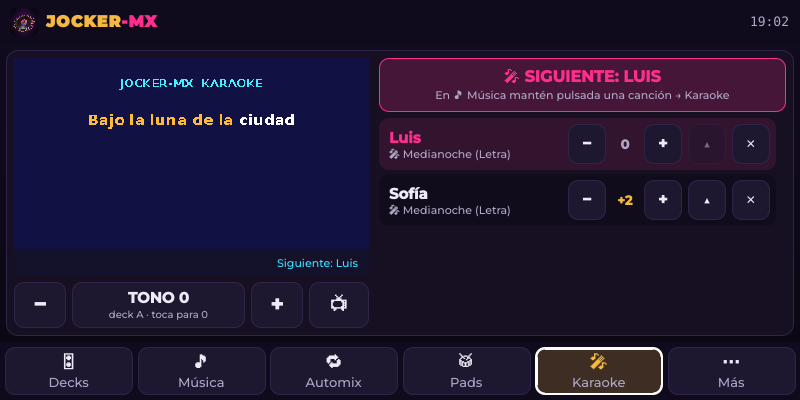 JOCKER-MX
19:02
JOCKER-MX KARAOKE
Bajo la luna de la ciudad
Siguiente: Luis
− TONO 0 +
deck A · toca para 0
🎤 SIGUIENTE: LUIS
En 🎵 Música mantén pulsada una canción → Karaoke
Luis
🎤 Medianoche (Letra)
− 0 + ▲ ✕
Sofía
🎤 Medianoche (Letra)
− +2 + ▲ ✕
Decks
Música
Automix
Pads
Karaoke
Más